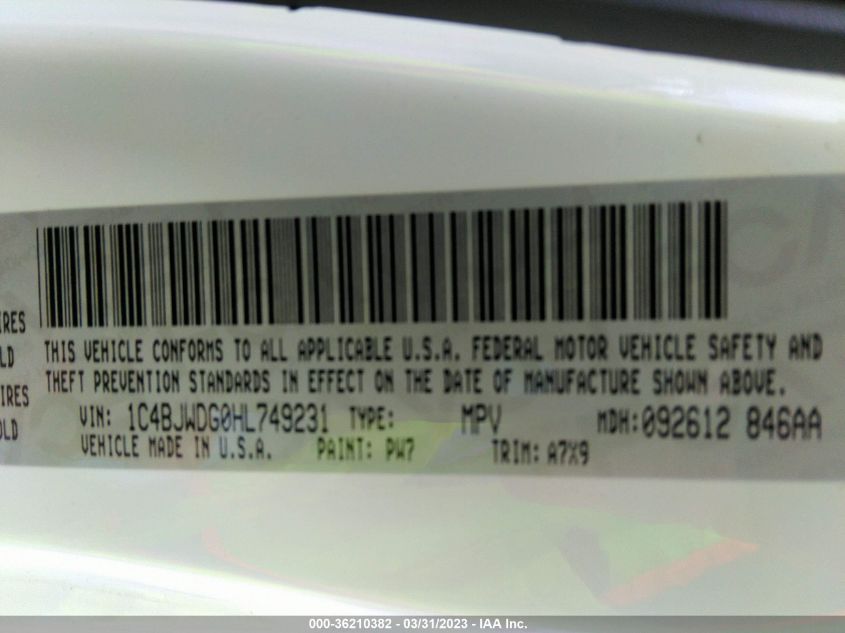 IRES
OLD
IRES
OLD
THIS VEHICLE CONFORMS TO ALL APPLICABLE U.S.A. FEDERAL MOTOR VEHICLE SAFETY AND
THEFT PREVENTION STANDARDS IN EFFECT ON THE DATE OF MANUFACTURE SHOWN ABOVE.
VIN: 1C4BJWDG0HL749231 TYPE: MPV MDH:092612 846AA
VEHICLE MADE IN U.S.A. PAINT: PW7 TRIM: A7X9
000-36210382 - 03/31/2023 - IAA Inc.